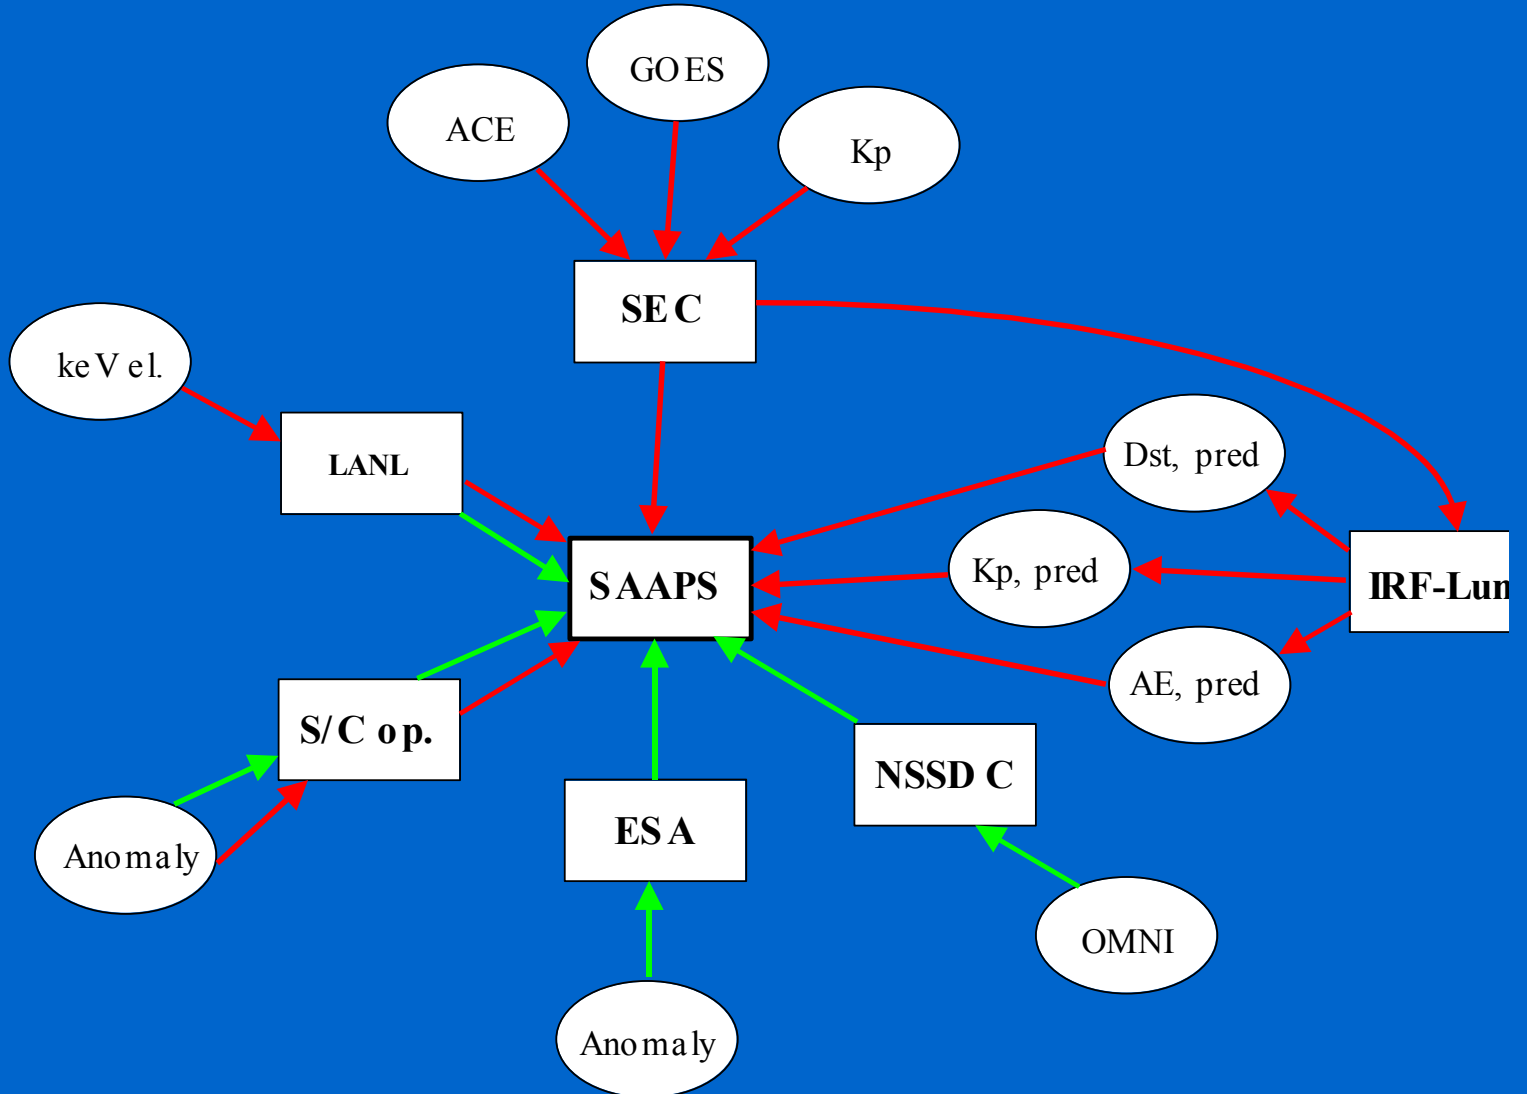 GOES
ACE
Kp
SEC
keV el.
Dst, pred
LANL
Kp, pred
SAAPS
IRF-Lun
AE, pred
S/C op.
NSSDC
ESA
Anomaly
OMNI
Anomaly